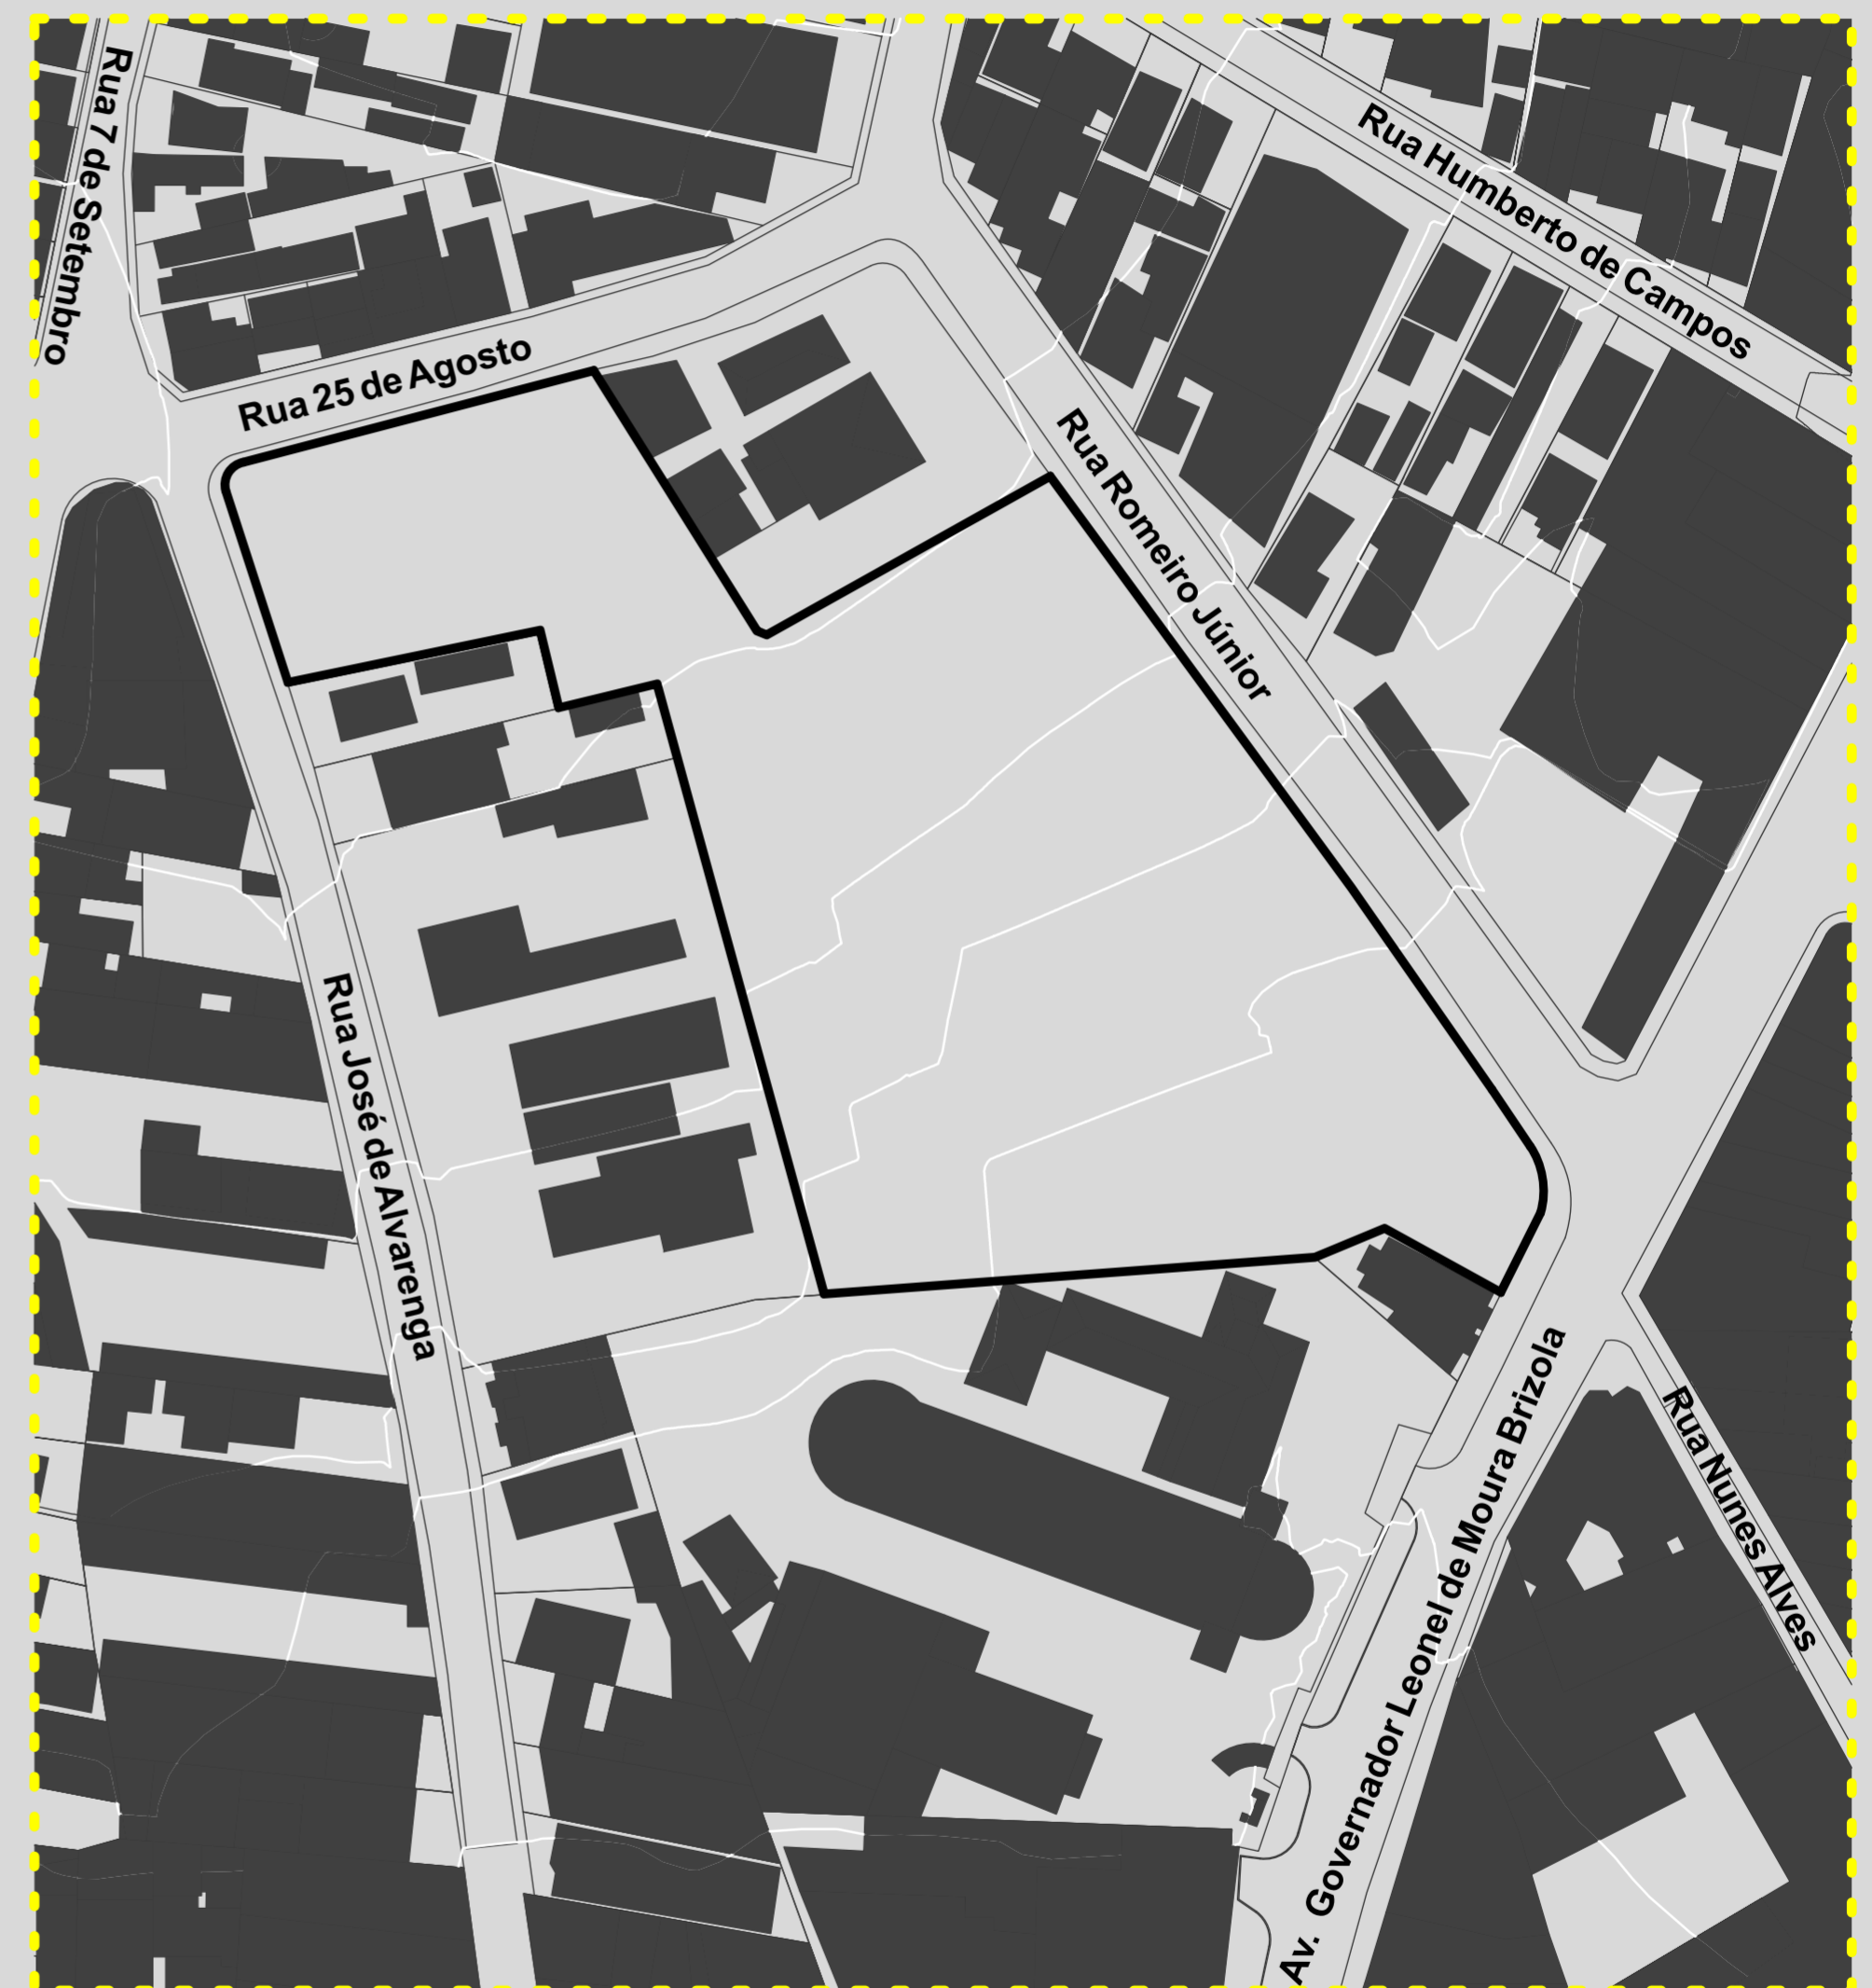 Rua 7 de Setembro
Rua Humberto de Campos
Rua 25 de Agosto
Rua Romeiro Júnior
Rua José de Alvarenga
Av. Governador Leonel de Moura Brizola
Rua Nunes Alves